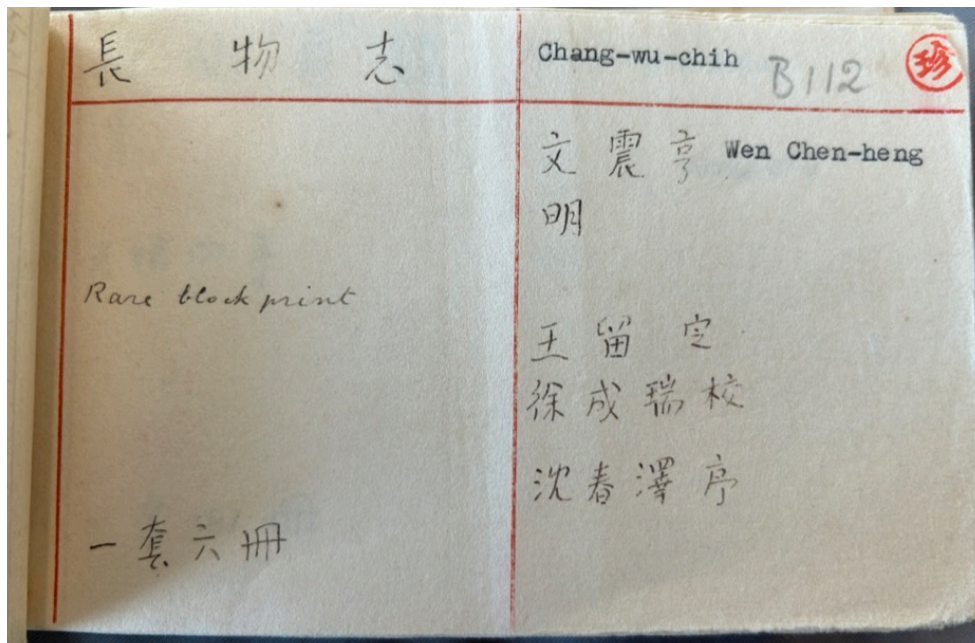 長物志
Chang-wu-chih
B112
珍
文震亨 Wen Chen-heng
明
Rare block print
王留定
徐成瑞校
沈春澤序
一套六冊